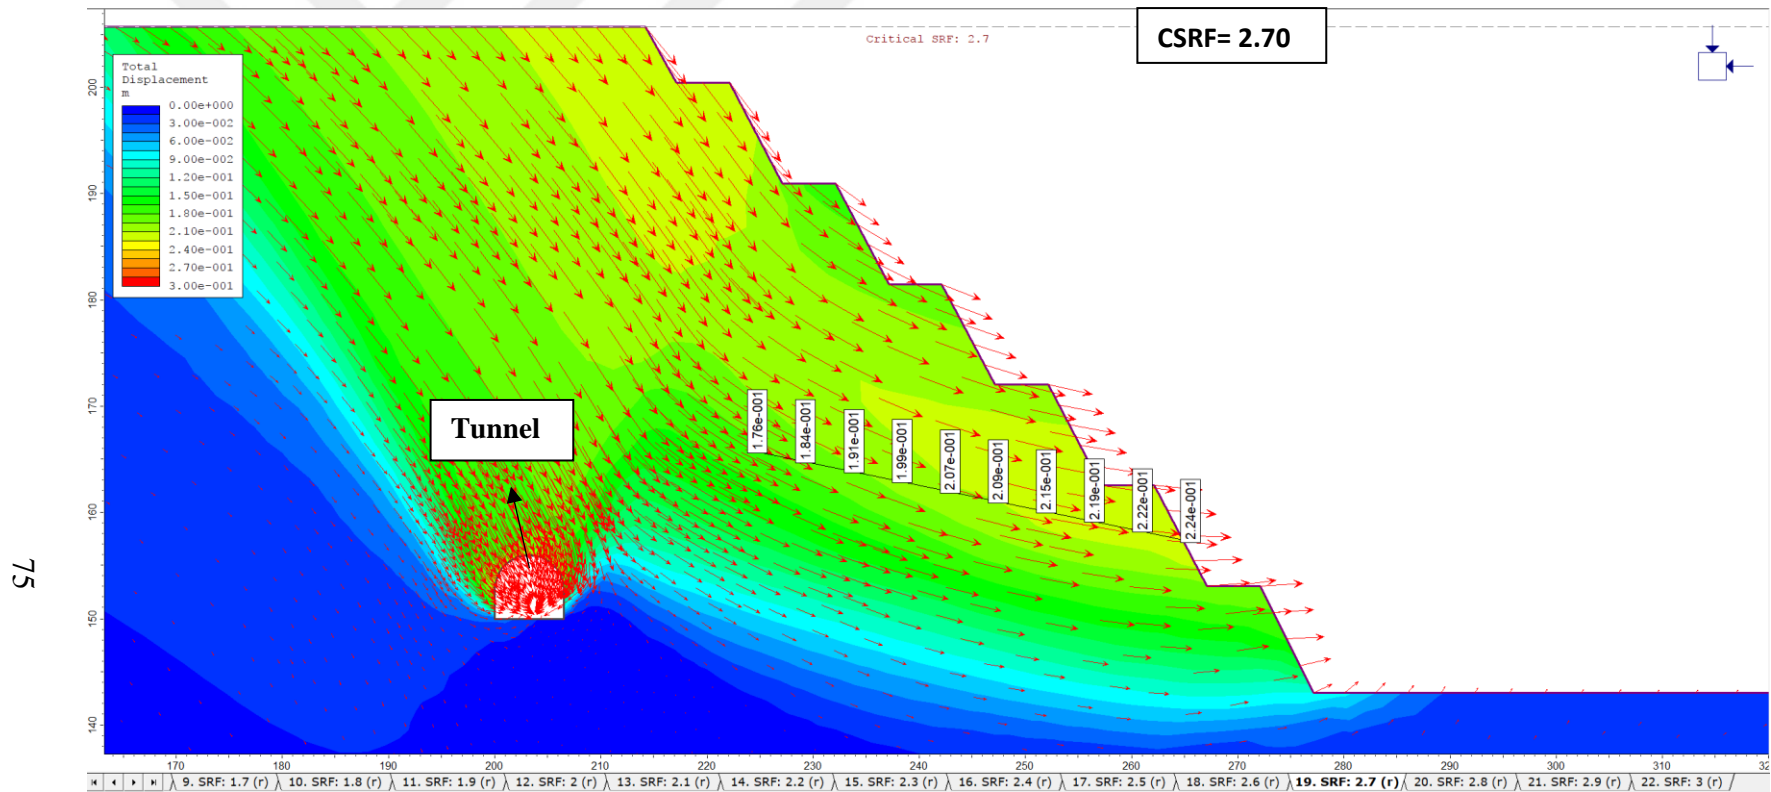 CSRF= 2.70
Critical SRF: 2.7
Total
Displacement
m
0.00e+000
3.00e-002
6.00e-002
9.00e-002
1.20e-001
1.50e-001
1.80e-001
2.10e-001
2.40e-001
2.70e-001
3.00e-001
200
190
180
170
160
150
140
Tunnel
1.76e-001
1.84e-001
1.91e-001
1.99e-001
2.07e-001
2.09e-001
2.15e-001
2.19e-001
2.22e-001
2.24e-001
75
170 180 190 200 210 220 230 240 250 260 270 280 290 300 310
9. SRF: 1.7 (r) 10. SRF: 1.8 (r) 11. SRF: 1.9 (r) 12. SRF: 2 (r) 13. SRF: 2.1 (r) 14. SRF: 2.2 (r) 15. SRF: 2.3 (r) 16. SRF: 2.4 (r) 17. SRF: 2.5 (r) 18. SRF: 2.6 (r) 19. SRF: 2.7 (r) 20. SRF: 2.8 (r) 21. SRF: 2.9 (r) 22. SRF: 3 (r)